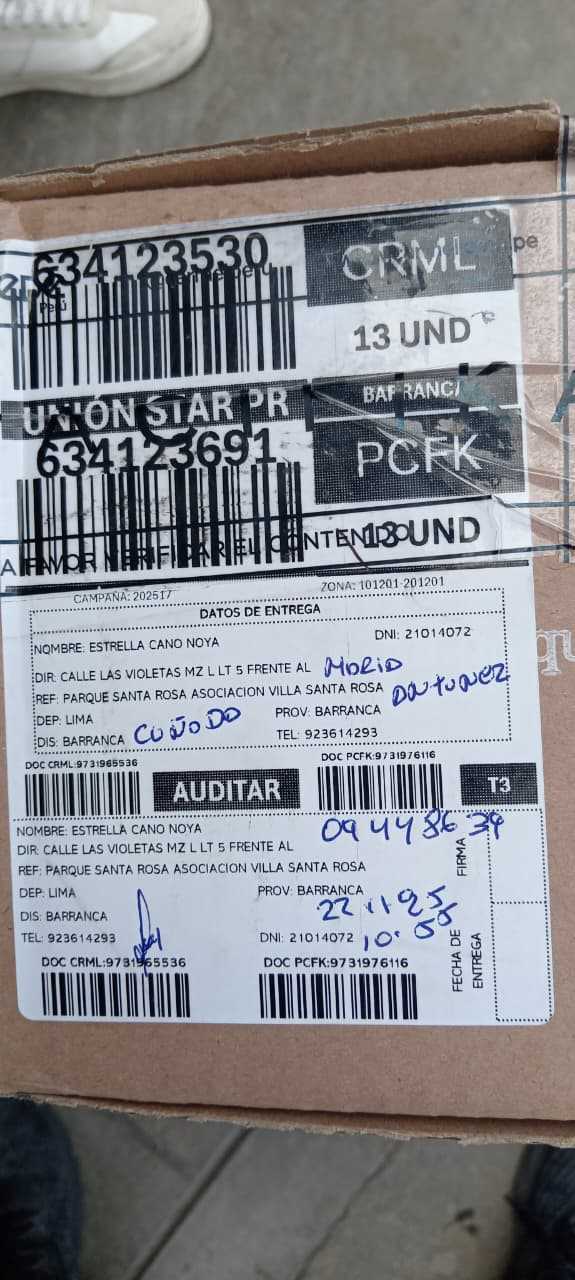 634123530
CRML
13 UND
UNIÓN STAR PR
BARRANCA
634123691
PCFK
13 UND
A FAVOR VERIFICAR EL CONTENIDO
CAMPAÑA: 202517
ZONA: 101201-201201
DATOS DE ENTREGA
NOMBRE: ESTRELLA CANO NOYA
DNI: 21014072
DIR: CALLE LAS VIOLETAS MZ L LT 5 FRENTE AL
REF: PARQUE SANTA ROSA ASOCIACION VILLA SANTA ROSA
DEP: LIMA
PROV: BARRANCA
DIS: BARRANCA
TEL: 923614293
DOC CRML:9731965536
DOC PCFK:9731976116
AUDITAR
T3
NOMBRE: ESTRELLA CANO NOYA
DIR: CALLE LAS VIOLETAS MZ L LT 5 FRENTE AL
REF: PARQUE SANTA ROSA ASOCIACION VILLA SANTA ROSA
FIRMA
DEP: LIMA
PROV: BARRANCA
DIS: BARRANCA
22.11.25
TEL: 923614293
DNI: 21014072
FECHA DE
ENTREGA
DOC CRML:9731965536
DOC PCFK:9731976116